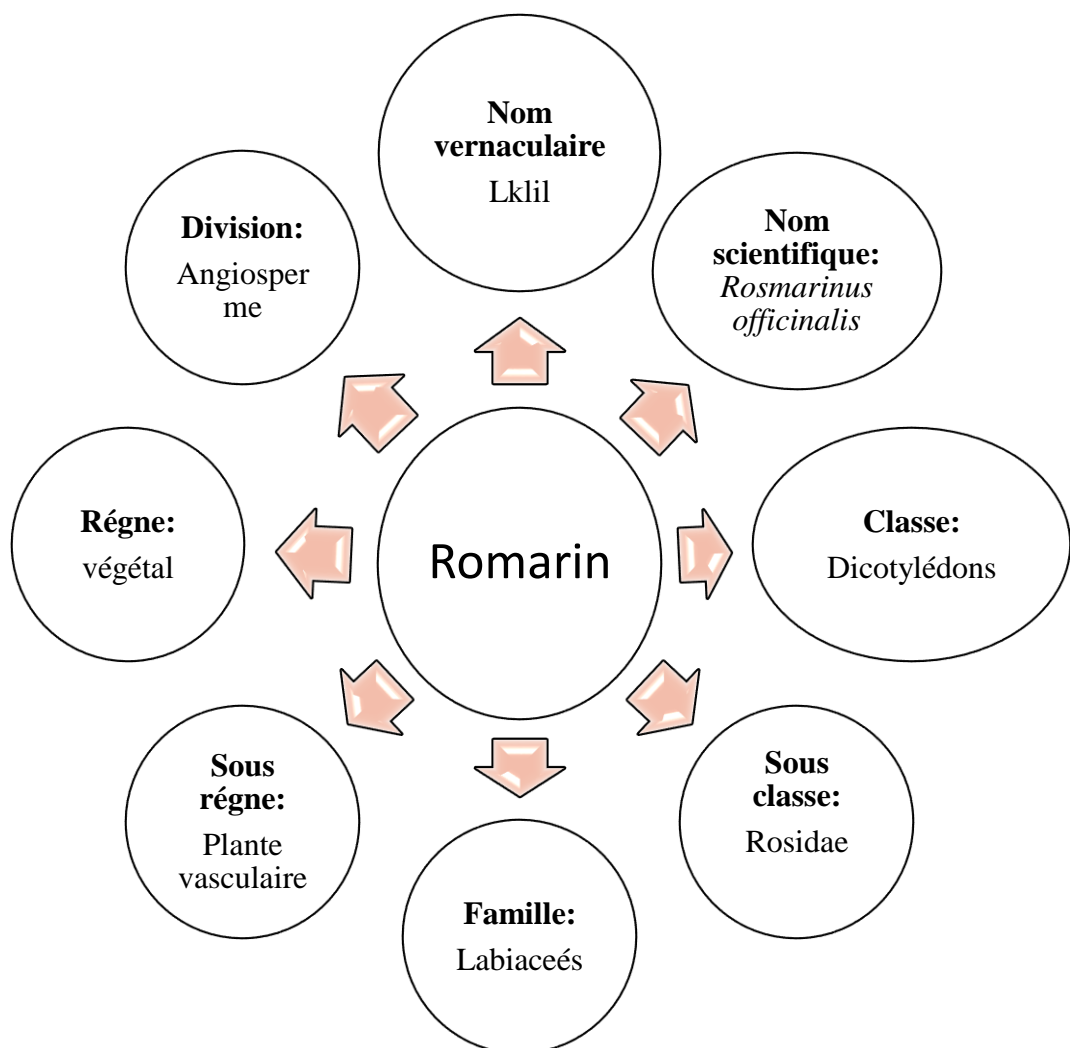 Nom
vernaculaire
Lklil
Nom
scientifique:
Rosmarinus
officinalis
Division:
Angiosper
me
Romarin
Classe:
Dicotylédons
Régne:
végétal
Sous
classe:
Rosidae
Sous
régne:
Plante
vasculaire
Famille:
Labiaceés